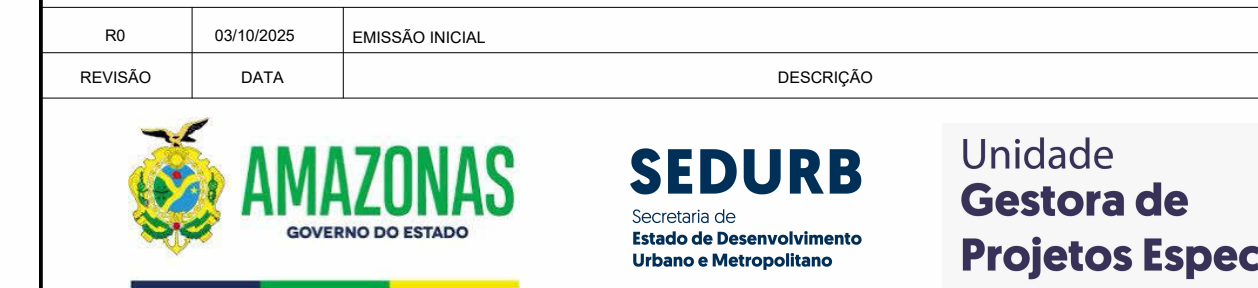 R0 03/10/2025 EMISSÃO INICIAL
REVISÃO DATA DESCRIÇÃO
AMAZONAS
GOVERNO DO ESTADO
SEDURB
Secretaria de
Estado de Desenvolvimento
Urbano e Metropolitano
Unidade
Gestora de
Projetos Espec